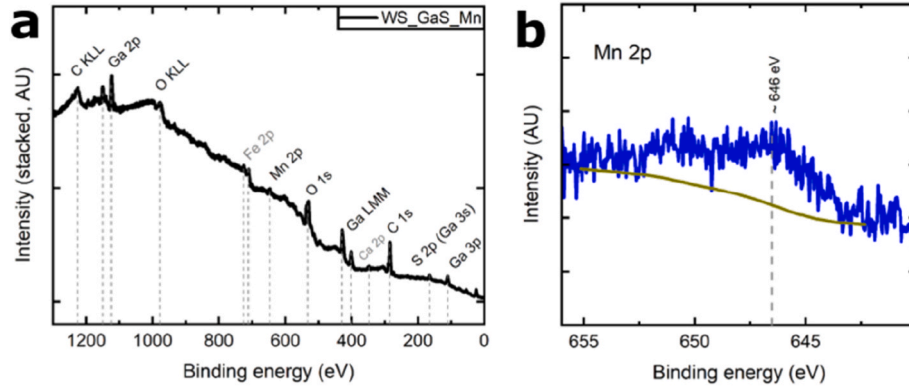 a
WS_GaS_Mn
C KLL
Ga 2p
O KLL
Fe 2p
Mn 2p
O 1s
Ga LMM
Ca 2p
C 1s
S 2p (Ga 3s)
Ga 3p
Intensity (stacked, AU)
1200 1000 800 600 400 200 0
Binding energy (eV)
b
Mn 2p
~ 646 eV
Intensity (AU)
655 650 645
Binding energy (eV)